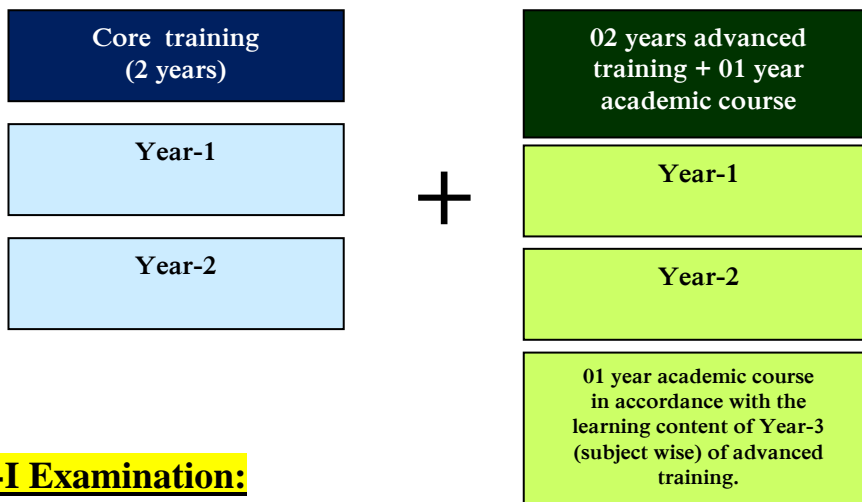 Core training
(2 years)
Year-1
Year-2
+
02 years advanced
training + 01 year
academic course
Year-1
Year-2
01 year academic course
in accordance with the
learning content of Year-3
(subject wise) of advanced
training.
-I Examination: